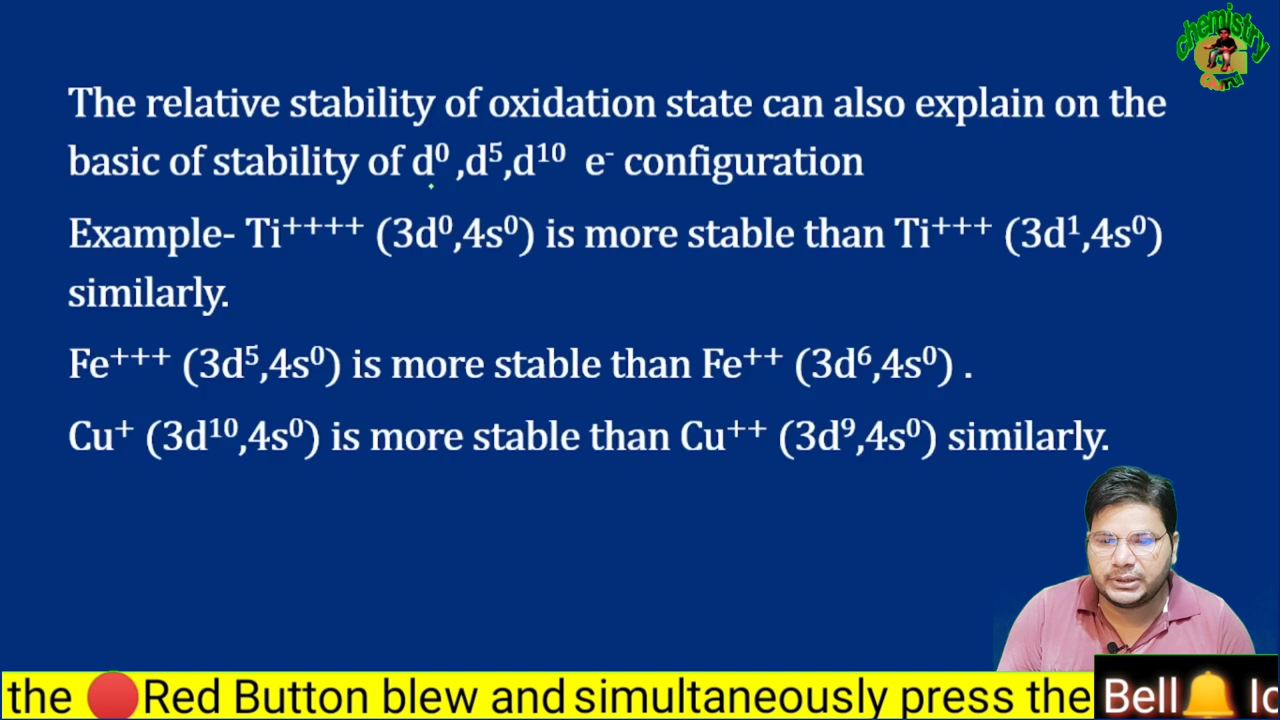 chemistry
The relative stability of oxidation state can also explain on the
basic of stability of d⁰ ,d⁵,d¹⁰ e⁻ configuration
Example- Ti⁺⁺⁺⁺ (3d⁰,4s⁰) is more stable than Ti⁺⁺⁺ (3d¹,4s⁰)
similarly.
Fe⁺⁺⁺ (3d⁵,4s⁰) is more stable than Fe⁺⁺ (3d⁶,4s⁰) .
Cu⁺ (3d¹⁰,4s⁰) is more stable than Cu⁺⁺ (3d⁹,4s⁰) similarly.
the 🔴Red Button blew and simultaneously press the Bell🔔 Ic